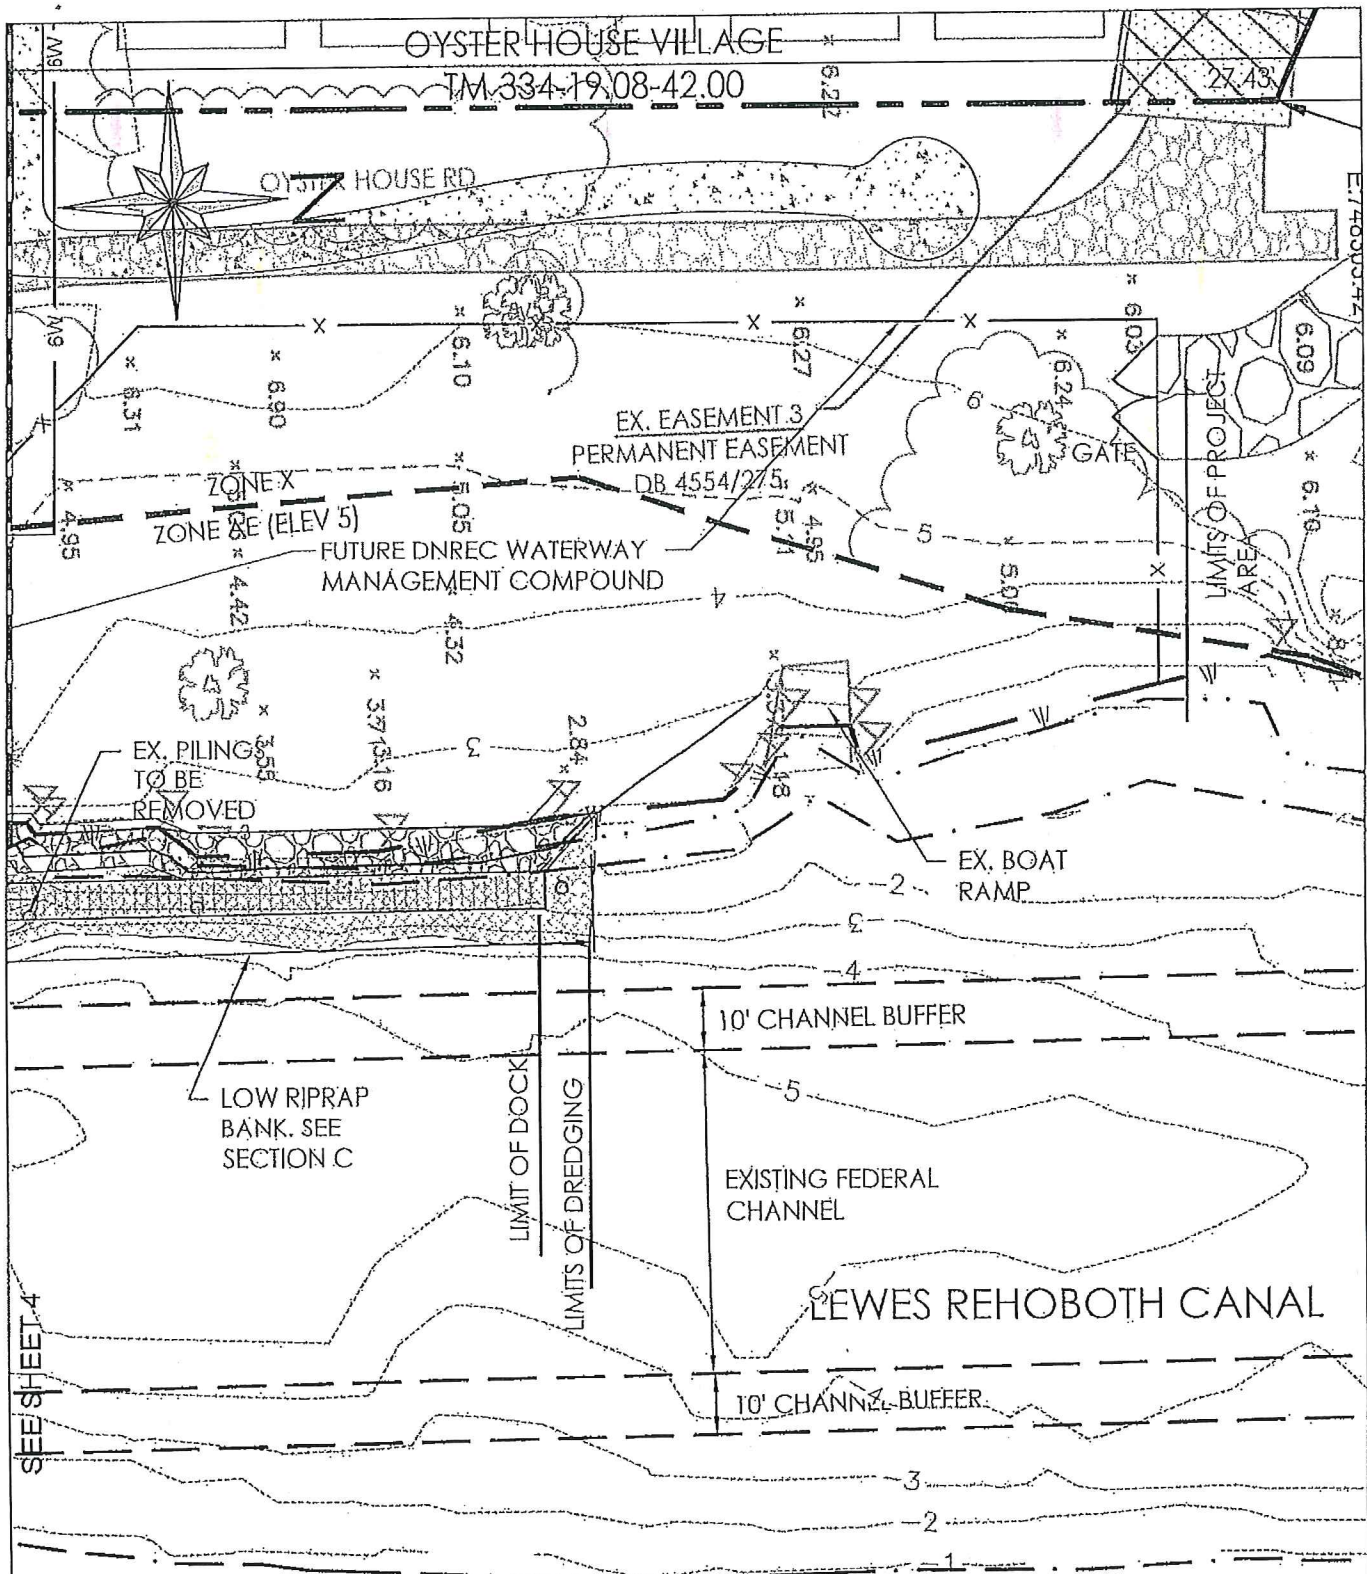 OYSTER HOUSE VILLAGE
TM 334-19.08-42.00
6W
6.22
27.43
OYSTER HOUSE RD
Z
6W
X
X
X
6.31
6.90
6.10
6.27
6.03
6.24
6.09
6
EX. EASEMENT 3
PERMANENT EASEMENT
DB 4554/275
GATE
LIMITS OF PROJECT
AREA
6.10
ZONE X
ZONE AE (ELEV 5)
4.95
5.05
5.11
4.95
5
X
FUTURE DNREC WATERWAY
MANAGEMENT COMPOUND
4.42
4.32
4
3
2.84
EX. PILINGS
TO BE
REMOVED
EX. BOAT
RAMP
2
3
4
10' CHANNEL BUFFER
LOW RIPRAP
BANK. SEE
SECTION C
LIMIT OF DOCK
LIMITS OF DREDGING
5
EXISTING FEDERAL
CHANNEL
LEWES REHOBOTH CANAL
SEE SHEET 4
10' CHANNEL BUFFER
3
2
1